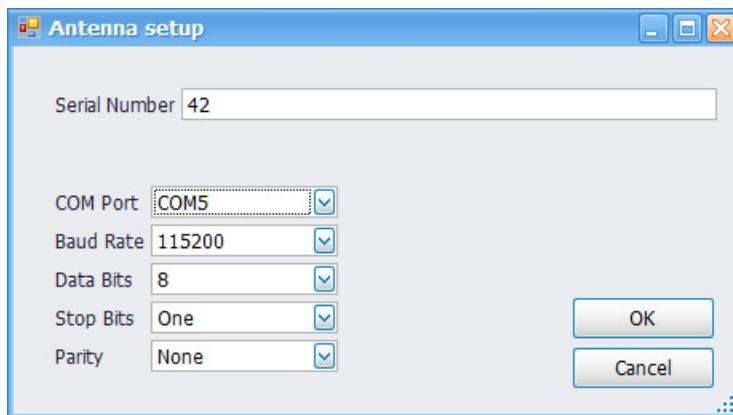 Antenna setup
Serial Number 42
COM Port COM5
Baud Rate 115200
Data Bits 8
Stop Bits One
OK
Parity None
Cancel